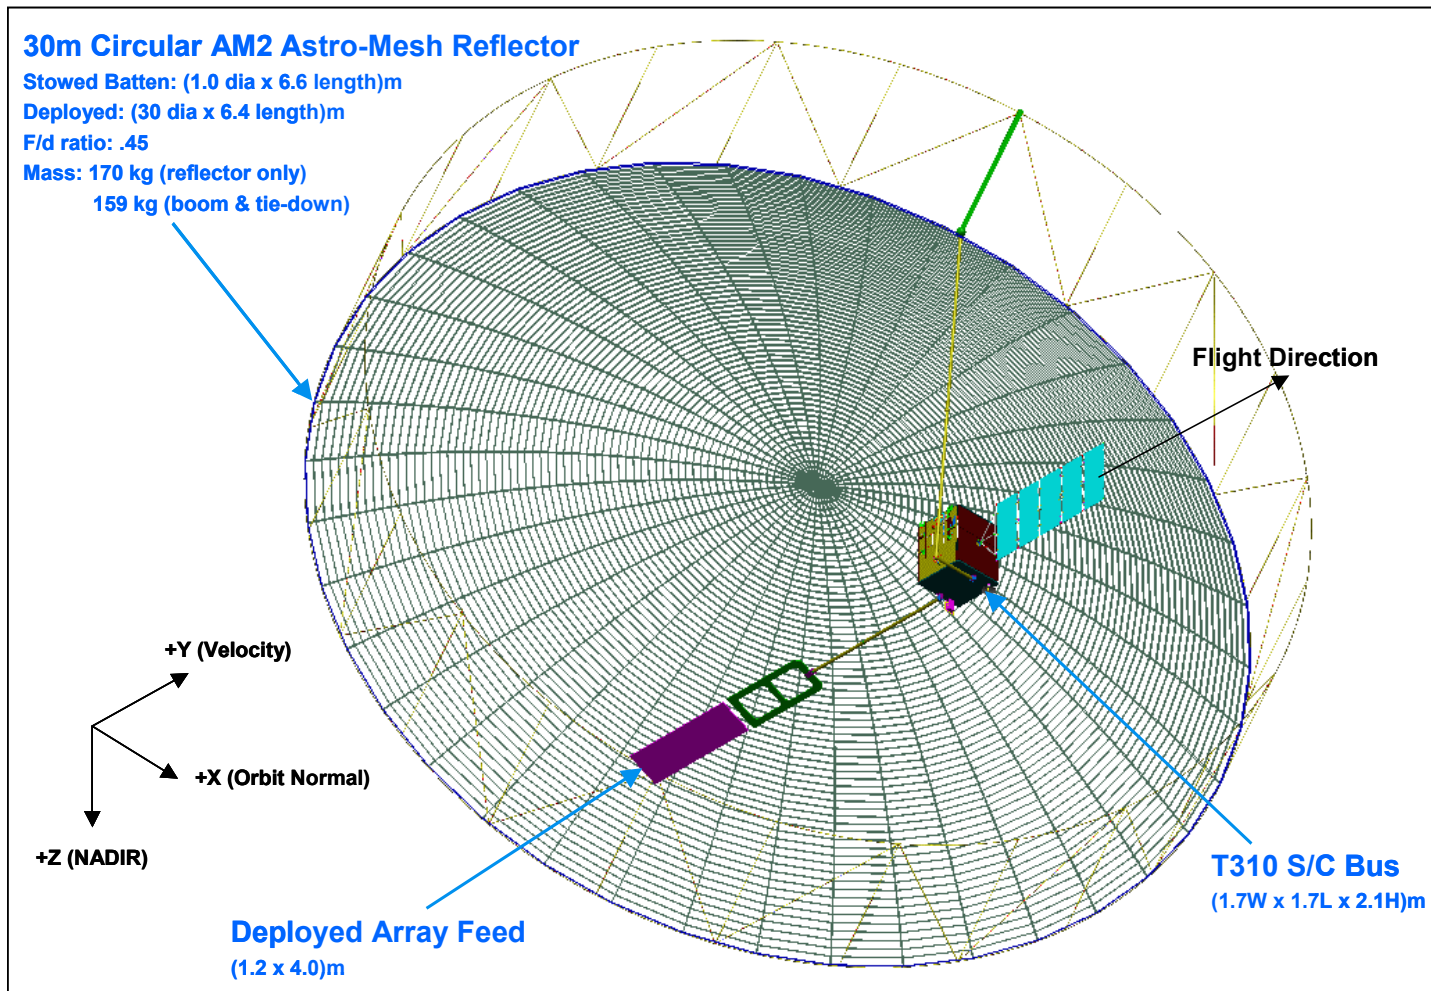 30m Circular AM2 Astro-Mesh Reflector
Stowed Batten: (1.0 dia x 6.6 length)m
Deployed: (30 dia x 6.4 length)m
F/d ratio: .45
Mass: 170 kg (reflector only)
159 kg (boom & tie-down)
Flight Direction
+Y (Velocity)
+X (Orbit Normal)
+Z (NADIR)
T310 S/C Bus
(1.7W x 1.7L x 2.1H)m
Deployed Array Feed
(1.2 x 4.0)m